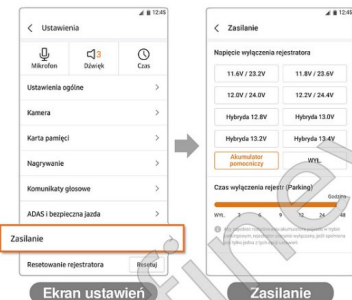 12:45
Ustawienia
3
Mikrofon
Dźwięk
Czas
Ustawienia ogólne
Kamera
Karta pamięci
Nagrywanie
Komunikaty głosowe
ADAS i bezpieczna jazda
Zasilanie
Resetowanie rejestratora
Resetuj
Ekran ustawień
12:45
Zasilanie
Napięcie wyłączenia rejestratora
11.6V / 23.2V
11.8V / 23.6V
12.0V / 24.0V
12.2V / 24.4V
Hybryda 12.8V
Hybryda 13.0V
Hybryda 13.2V
Hybryda 13.4V
Akumulator
pomocniczy
WYŁ.
Czas wyłączenia rejestr (Parking)
Godziny
WYŁ. 6 9 12 24 48
Zasilanie